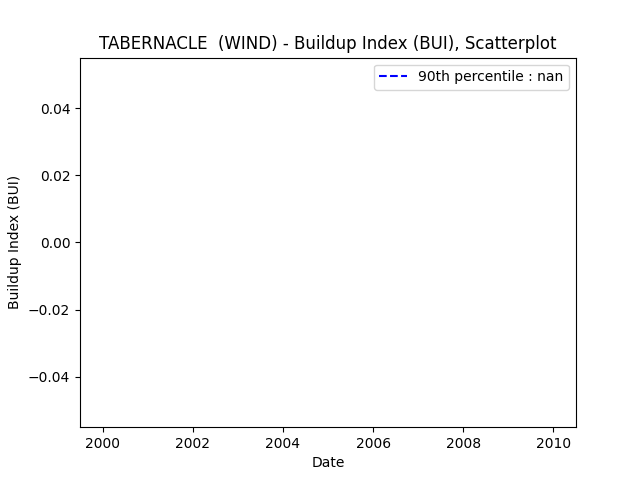 TABERNACLE  (WIND) - Buildup Index (BUI), Scatterplot
90th percentile : nan
0.04
0.02
0.00
−0.02
−0.04
Buildup Index (BUI)
2000 2002 2004 2006 2008 2010
Date